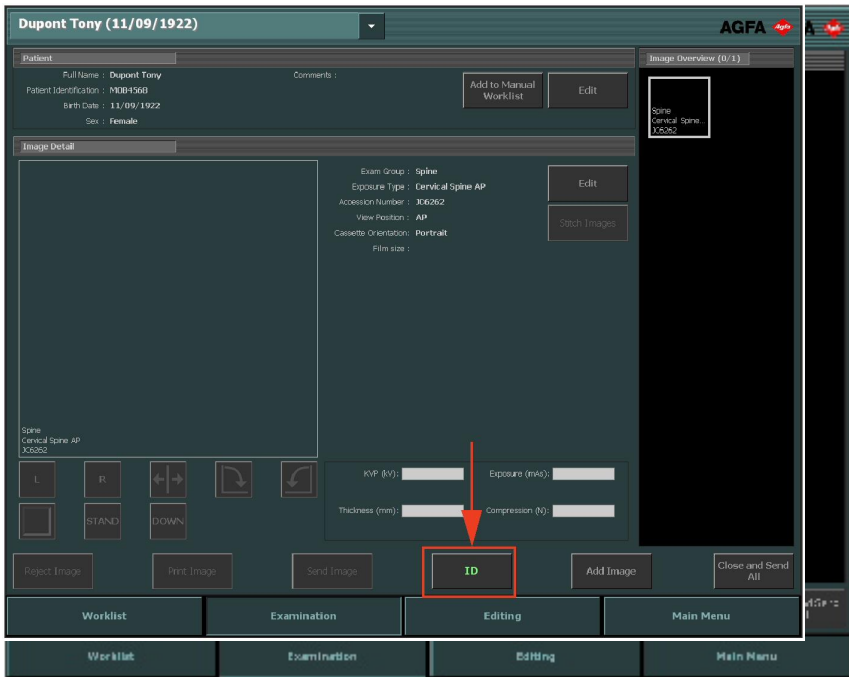 Dupont Tony (11/09/1922)
AGFA Agfa
Patient
Full Name : Dupont Tony
Patient Identification : MOB456B
Birth Date : 11/09/1922
Sex : Female
Comments :
Add to Manual
Worklist
Edit
Image Overview (0/1)
Spine
Cervical Spine...
JC6262
Image Detail
Exam Group : Spine
Exposure Type : Cervical Spine AP
Accession Number : JC6262
View Position : AP
Cassette Orientation: Portrait
Film size :
Edit
Stitch Images
Spine
Cervical Spine AP
JC6262
L
R
STAND
DOWN
KVP (kV):
Exposure (mAs):
Thickness (mm):
Compression (N):
Reject Image
Print Image
Send Image
ID
Add Image
Close and Send
All
Worklist
Examination
Editing
Main Menu
Worklist
Examination
Editing
Main Menu